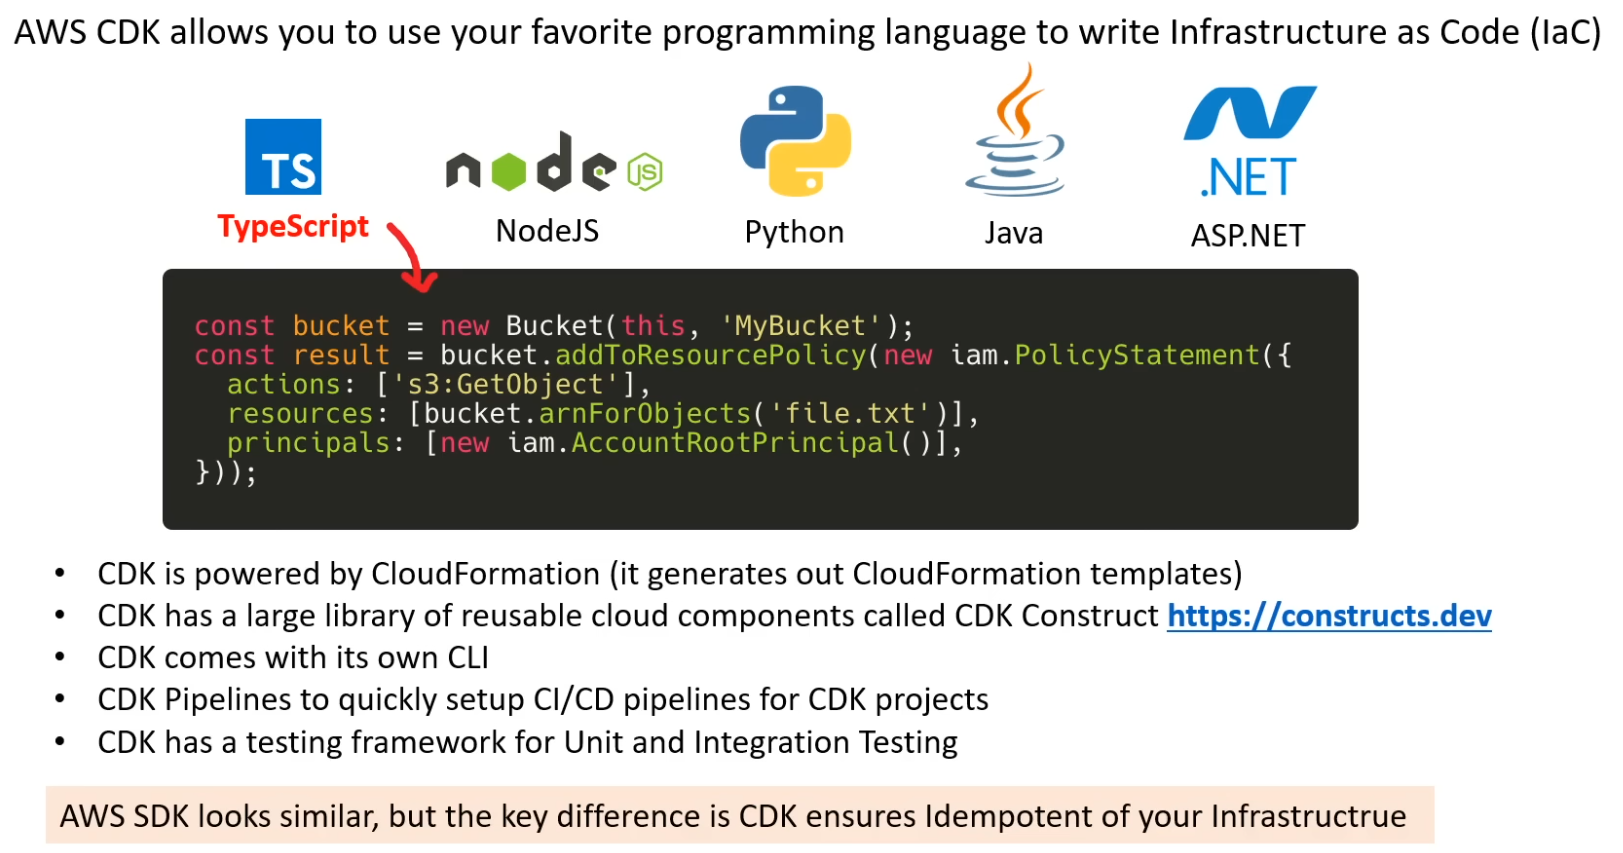 AWS CDK allows you to use your favorite programming language to write Infrastructure as Code (IaC)
TS
node JS
.NET
TypeScript
NodeJS
Python
Java
ASP.NET
const bucket = new Bucket(this, 'MyBucket');
const result = bucket.addToResourcePolicy(new iam.PolicyStatement({
  actions: ['s3:GetObject'],
  resources: [bucket.arnForObjects('file.txt')],
  principals: [new iam.AccountRootPrincipal()],
}));
• CDK is powered by CloudFormation (it generates out CloudFormation templates)
• CDK has a large library of reusable cloud components called CDK Construct https://constructs.dev
• CDK comes with its own CLI
• CDK Pipelines to quickly setup CI/CD pipelines for CDK projects
• CDK has a testing framework for Unit and Integration Testing
AWS SDK looks similar, but the key difference is CDK ensures Idempotent of your Infrastructrue